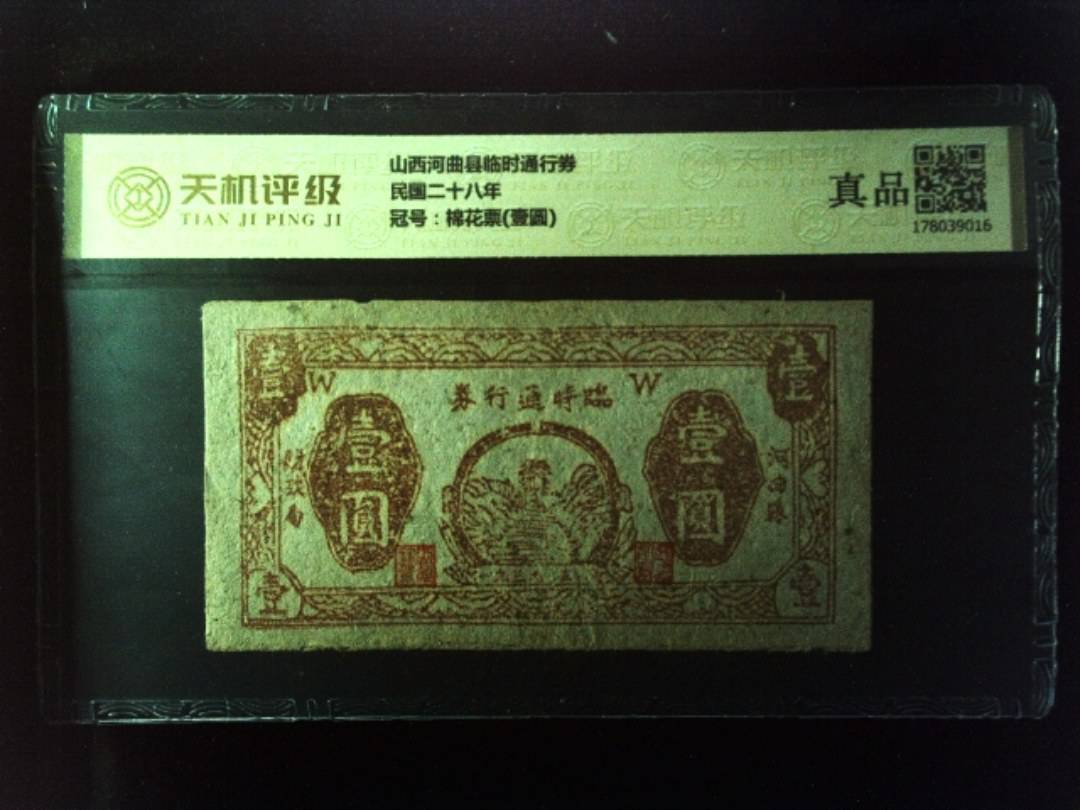 天机评级
TIAN JI PING JI
山西河曲县临时通行券
民国二十八年
冠号：棉花票(壹圆)
真品
178039016
壹 壹
W W
券行通時臨
壹圓 壹圓
河曲縣
壹 壹